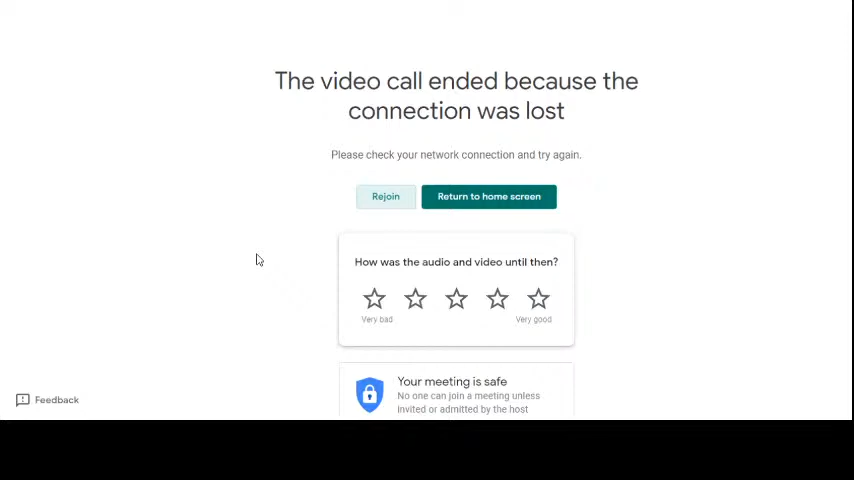 The video call ended because the
connection was lost
Please check your network connection and try again.
Rejoin
Return to home screen
How was the audio and video until then?
Very bad
Very good
Your meeting is safe
No one can join a meeting unless
invited or admitted by the host
Feedback